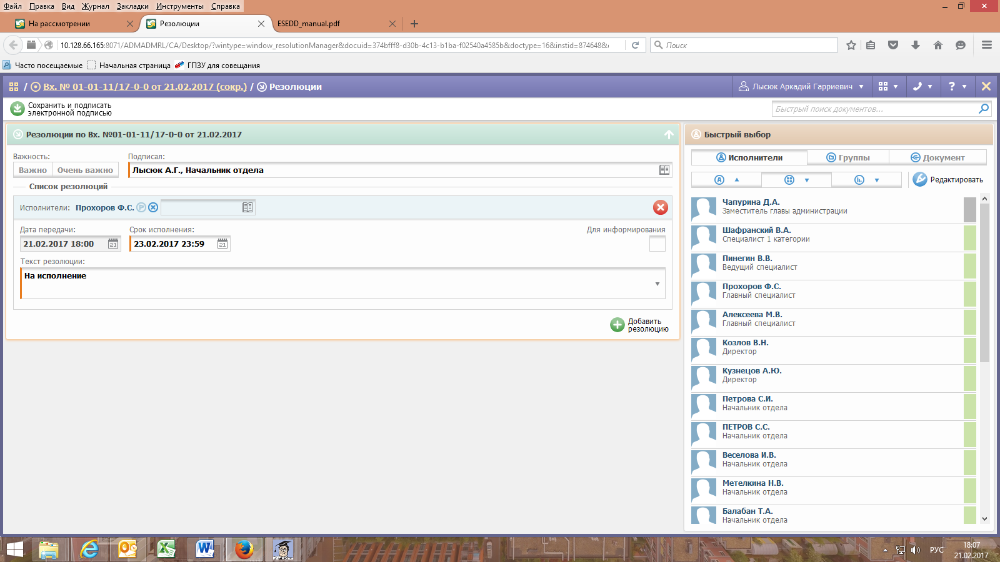 Файл Правка Вид Журнал Закладки Инструменты Справка
На рассмотрении
Резолюции
ESEDD_manual.pdf
10.128.66.165:8071/ADMADMRL/CA/Desktop/?wintype=window_resolutionManager&docuid=374bfff8-d30b-4c13-b1ba-f02540a4585b&doctype=16&instid=874648&
Поиск
Часто посещаемые Начальная страница ГПЗУ для совещания
/ Вх. № 01-01-11/17-0-0 от 21.02.2017 (сокр.) / Резолюции
Лысюк Аркадий Гарриевич
?
Сохранить и подписать
электронной подписью
Быстрый поиск документов...
Резолюции по Вх. №01-01-11/17-0-0 от 21.02.2017
Важность:
Подписал:
Важно Очень важно
Лысюк А.Г., Начальник отдела
Список резолюций
Исполнители: Прохоров Ф.С. Р
Дата передачи:
Срок исполнения:
Для информирования
21.02.2017 18:00 21
23.02.2017 23:59 21
Текст резолюции:
На исполнение
Добавить
резолюцию
Быстрый выбор
Исполнители Группы Документ
А
Редактировать
Чапурина Д.А.
Заместитель главы администрации
Шафранский В.А.
Специалист 1 категории
Пинегин В.В.
Ведущий специалист
Прохоров Ф.С.
Главный специалист
Алексеева М.В.
Главный специалист
Козлов В.Н.
Директор
Кузнецов А.Ю.
Директор
Петрова С.И.
Начальник отдела
ПЕТРОВ С.С.
Начальник отдела
Веселова И.В.
Начальник отдела
Метелкина Н.В.
Начальник отдела
Балабан Т.А.
Начальник отдела
РУС
18:07
21.02.2017